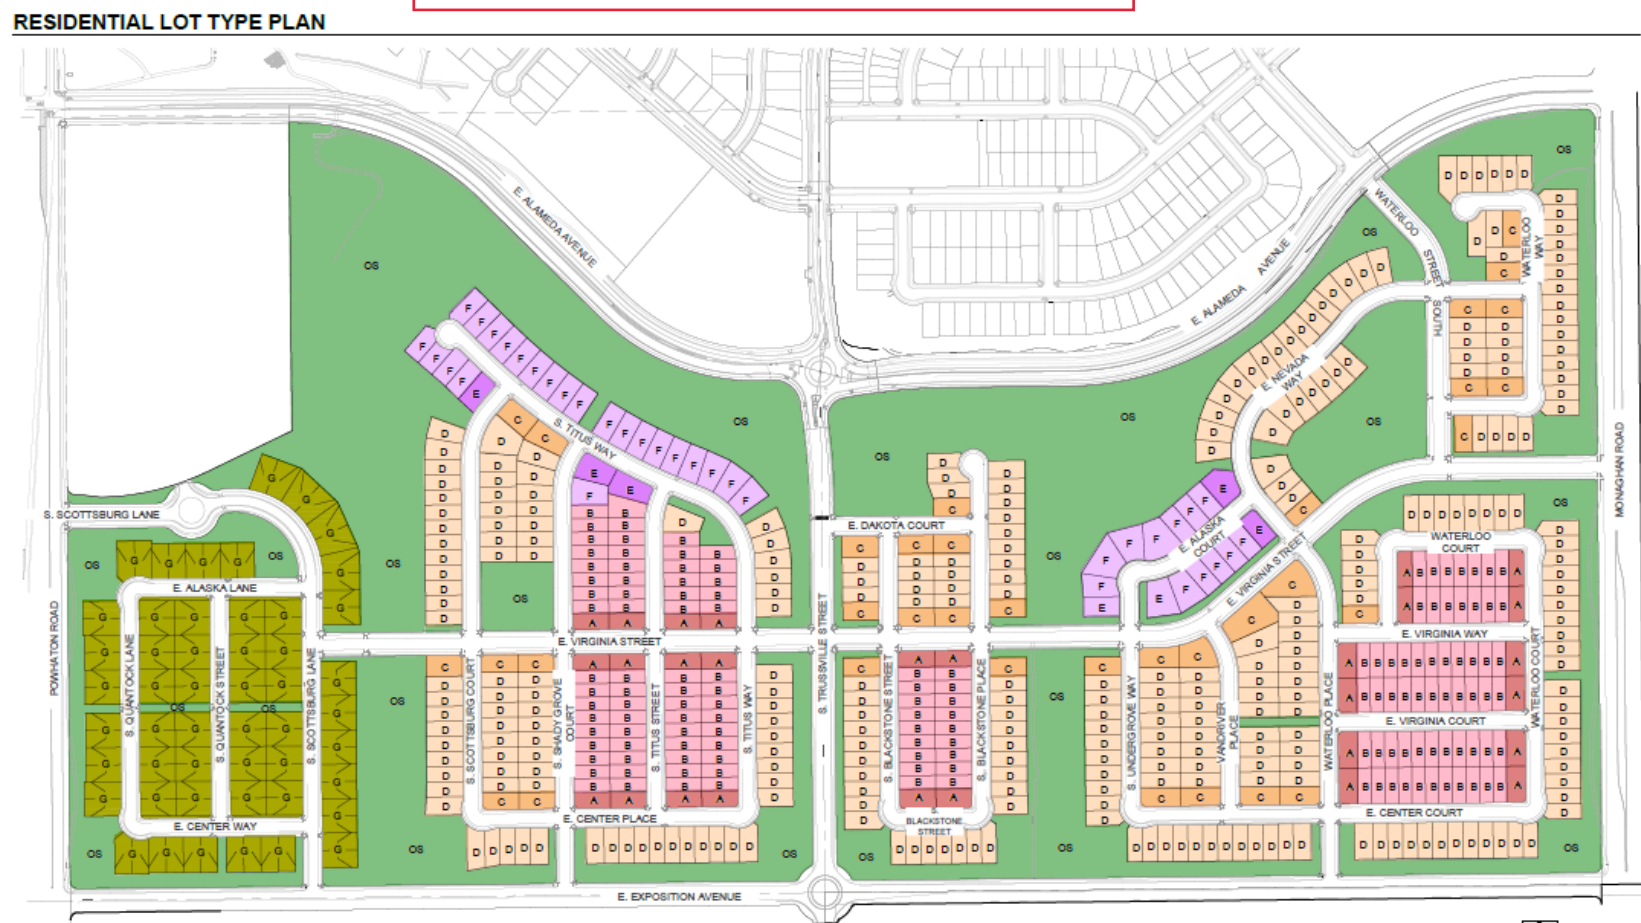 RESIDENTIAL LOT TYPE PLAN
E. ALAMEDA AVENUE
E. ALAMEDA AVENUE
WATERLOO STREET
SOUTH
WATERLOO WAY
E. NEVADA WAY
S. TITUS WAY
MONAGHAN ROAD
S. SCOTTSBURG LANE
E. DAKOTA COURT
E. ALASKA COURT
WATERLOO COURT
E. ALASKA LANE
E. VIRGINIA STREET
POWHATON ROAD
S. QUANTOCK LANE
S. QUANTOCK STREET
S. SCOTTSBURG LANE
E. VIRGINIA STREET
E. VIRGINIA WAY
S. SCOTTSBURG COURT
S. SHADY GROVE COURT
S. TITUS STREET
S. TITUS WAY
S. TRUSSVILLE STREET
S. BLACKSTONE STREET
S. BLACKSTONE PLACE
S. UNDERGROVE WAY
VANDRIVER PLACE
WATERLOO PLACE
WATERLOO COURT
E. VIRGINIA COURT
E. CENTER WAY
E. CENTER PLACE
S. BLACKSTONE STREET
E. CENTER COURT
E. EXPOSITION AVENUE
OS
A
B
C
D
E
F
G